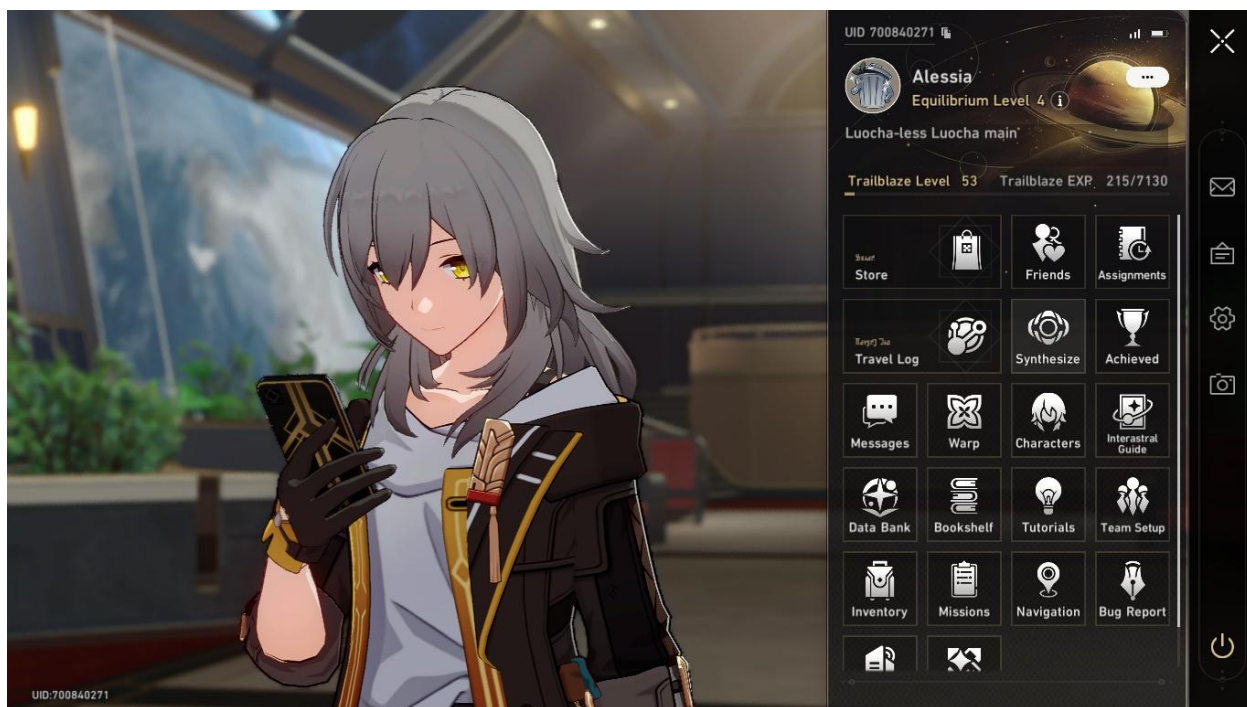 UID 700840271
Alessia
Equilibrium Level 4
Luocha-less Luocha main
Trailblaze Level 53 Trailblaze EXP. 215/7130
Store
Friends
Assignments
Travel Log
Synthesize
Achieved
Messages
Warp
Characters
Interastral
Guide
Data Bank
Bookshelf
Tutorials
Team Setup
Inventory
Missions
Navigation
Bug Report
UID:700840271